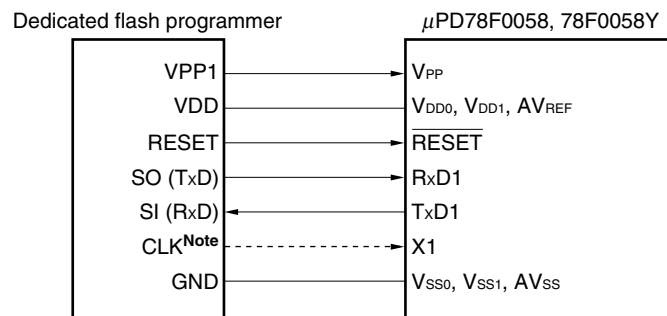 Dedicated flash programmer μPD78F0058, 78F0058Y
VPP1 VPP
VDD VDD0, VDD1, AVREF
RESET RESET
SO (TxD) RxD1
SI (RxD) TxD1
CLKNote X1
GND VSS0, VSS1, AVSS